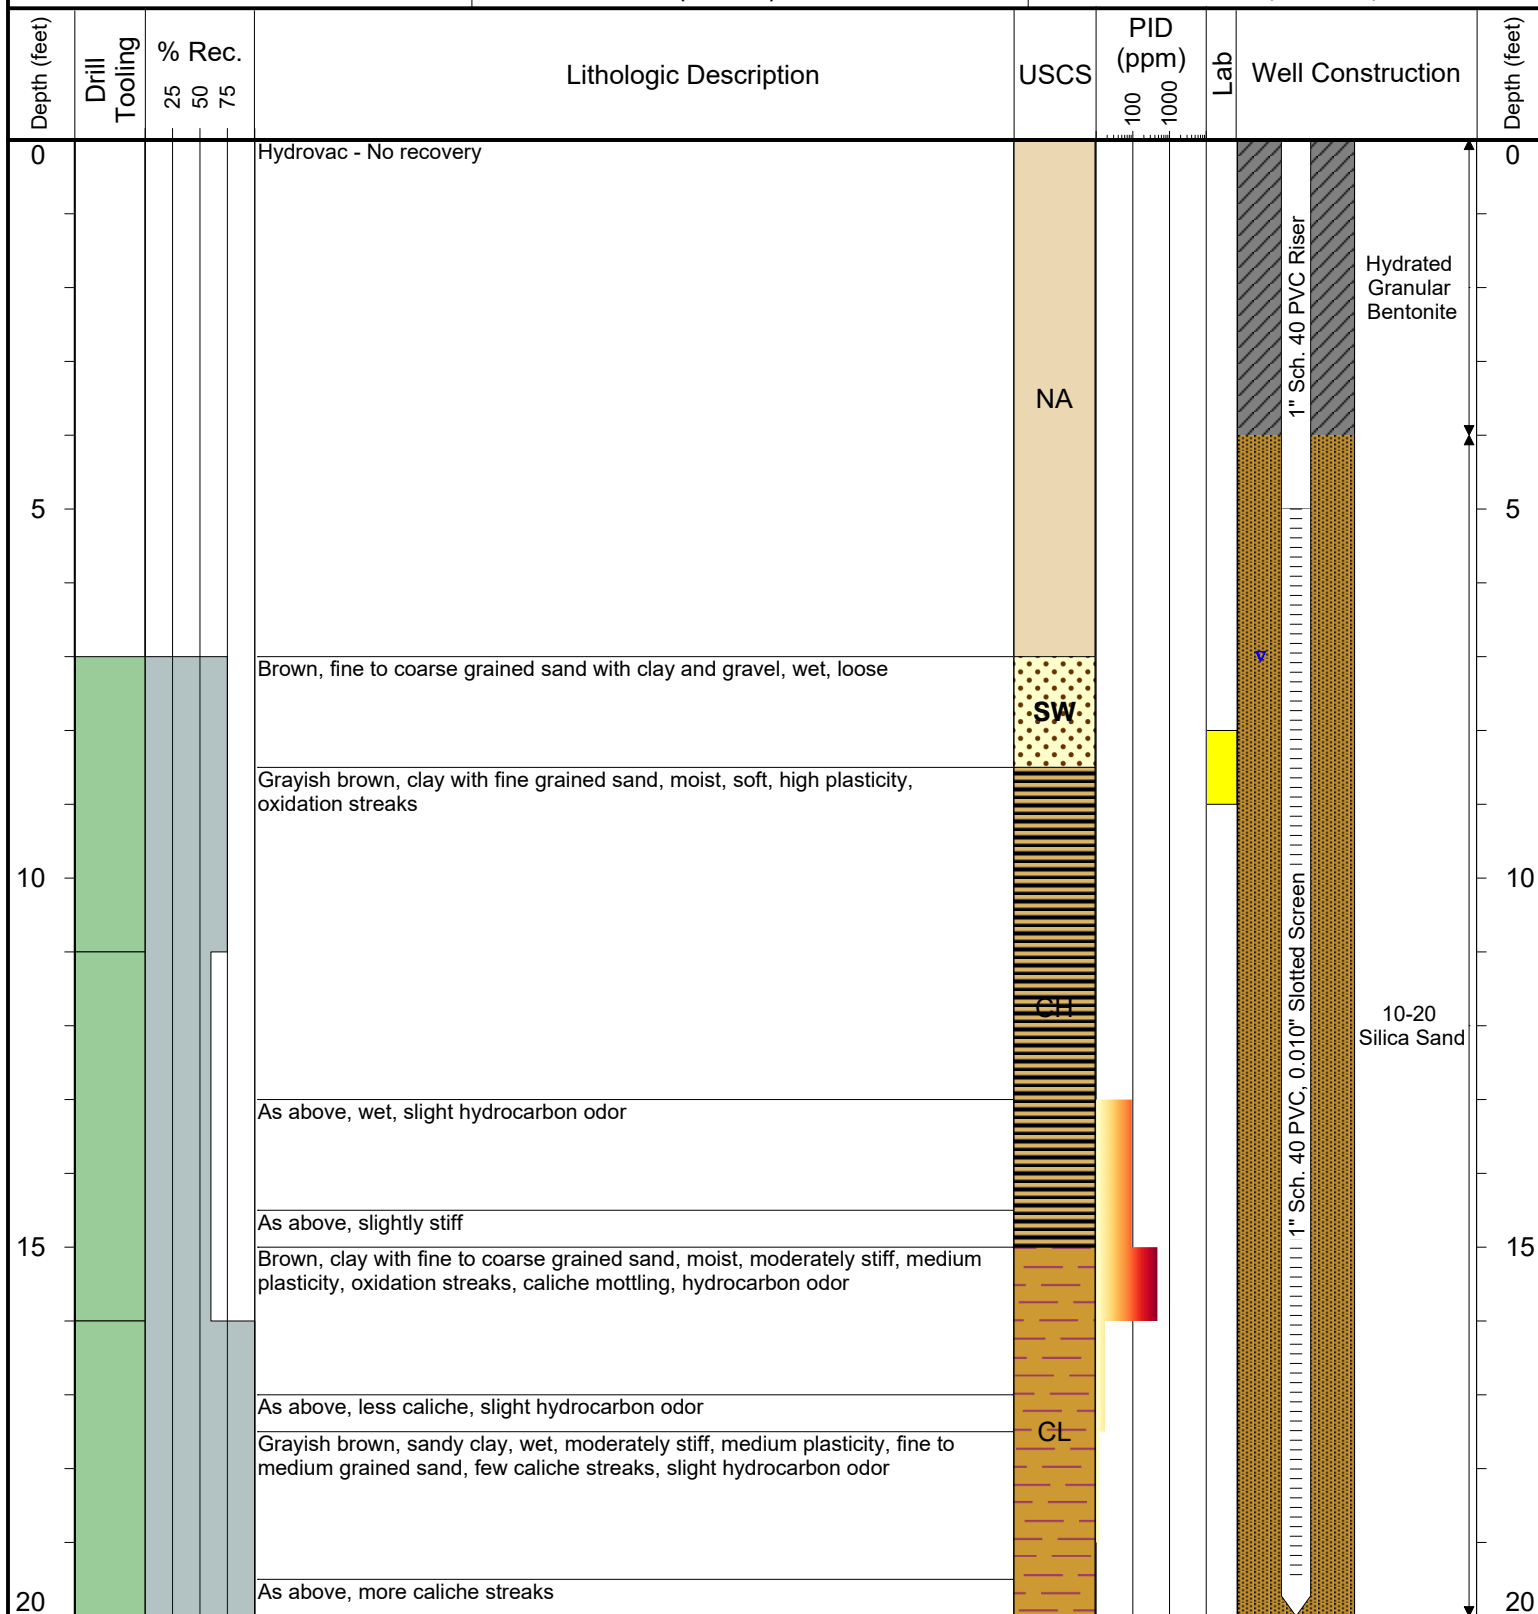 Depth (feet)
Drill
Tooling
% Rec.
25
50
75
Lithologic Description
USCS
PID
(ppm)
100
1000
Lab
Well Construction
Depth (feet)
0
Hydrovac - No recovery
0
1" Sch. 40 PVC Riser
Hydrated
Granular
Bentonite
NA
5
5
Brown, fine to coarse grained sand with clay and gravel, wet, loose
SW
Grayish brown, clay with fine grained sand, moist, soft, high plasticity,
oxidation streaks
10
10
CH
1" Sch. 40 PVC, 0.010" Slotted Screen
10-20
Silica Sand
As above, wet, slight hydrocarbon odor
As above, slightly stiff
15
15
Brown, clay with fine to coarse grained sand, moist, moderately stiff, medium
plasticity, oxidation streaks, caliche mottling, hydrocarbon odor
As above, less caliche, slight hydrocarbon odor
CL
Grayish brown, sandy clay, wet, moderately stiff, medium plasticity, fine to
medium grained sand, few caliche streaks, slight hydrocarbon odor
As above, more caliche streaks
20
20